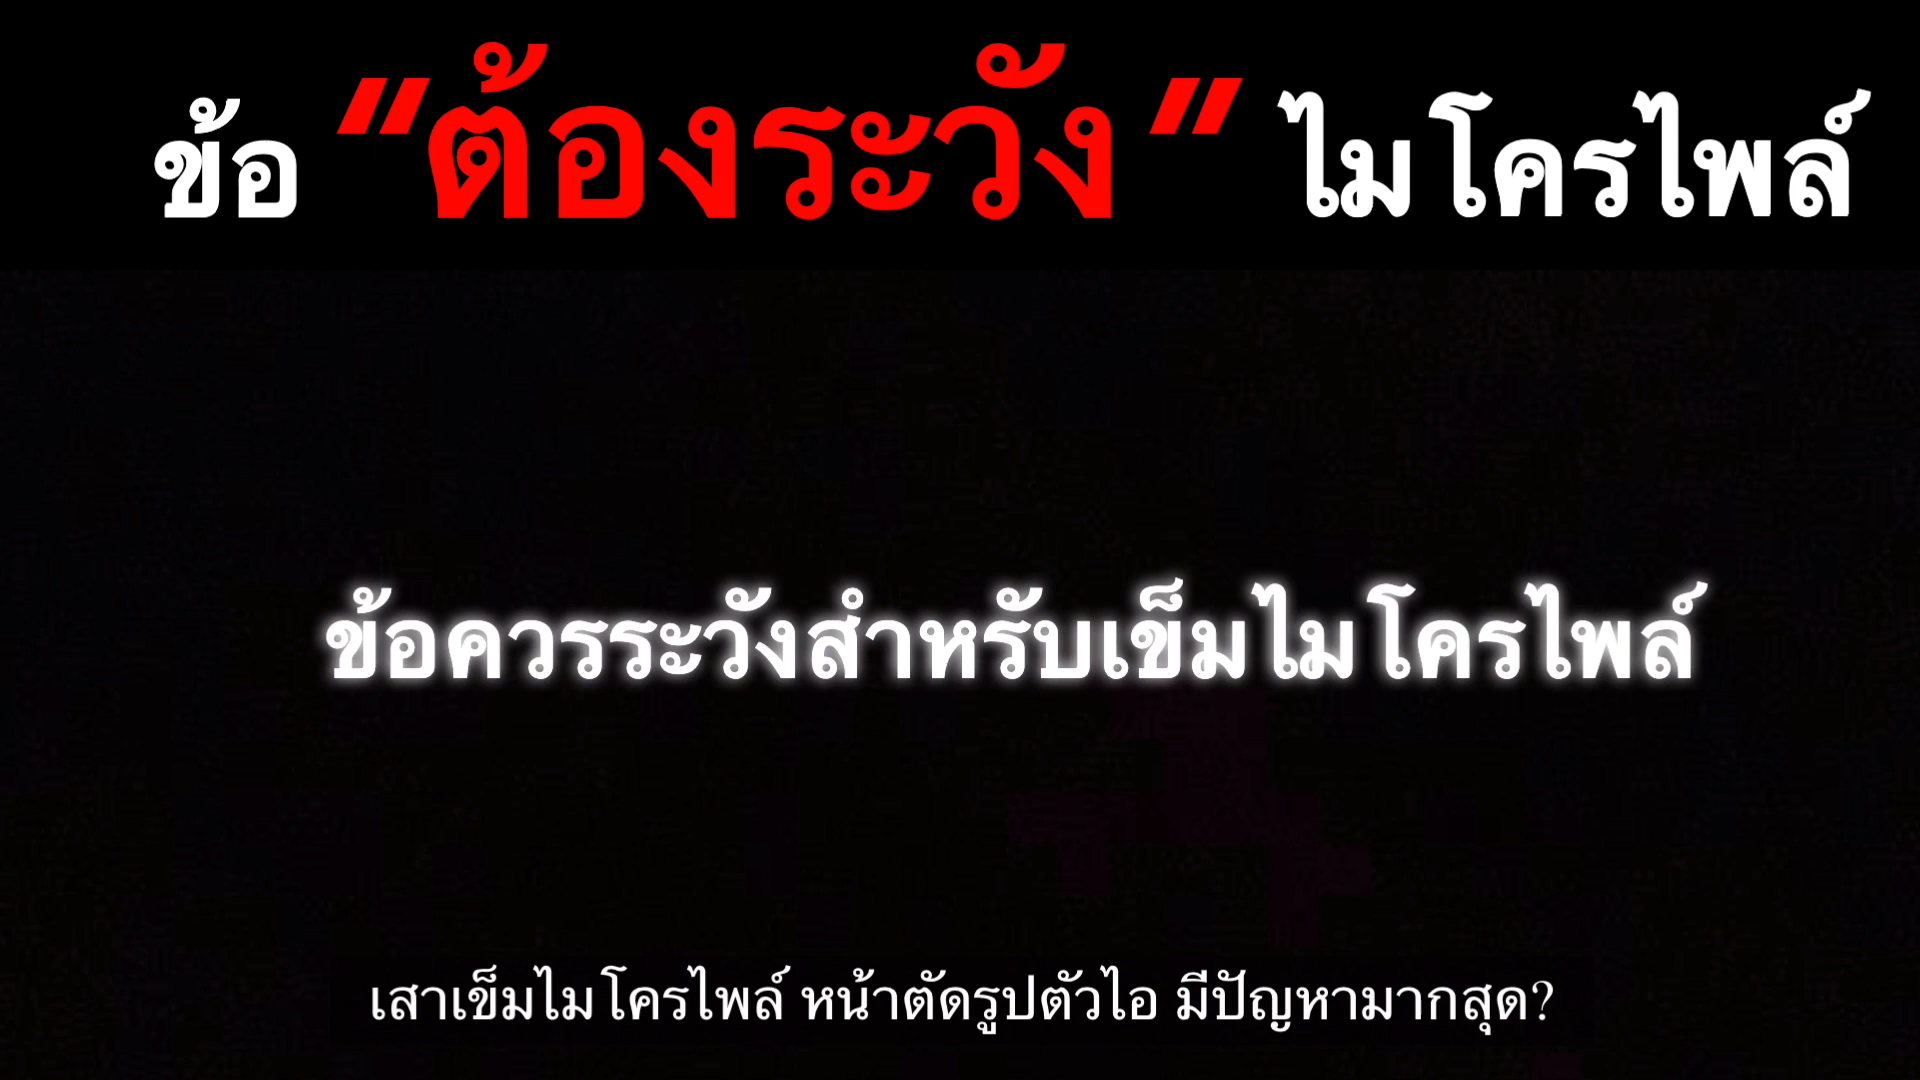 ข้อ "ต้องระวัง" ไมโครไพล์
ข้อควรระวังสำหรับเข็มไมโครไพล์
เสาเข็มไมโครไพล์ หน้าตัดรูปตัวไอ มีปัญหามากสุด?